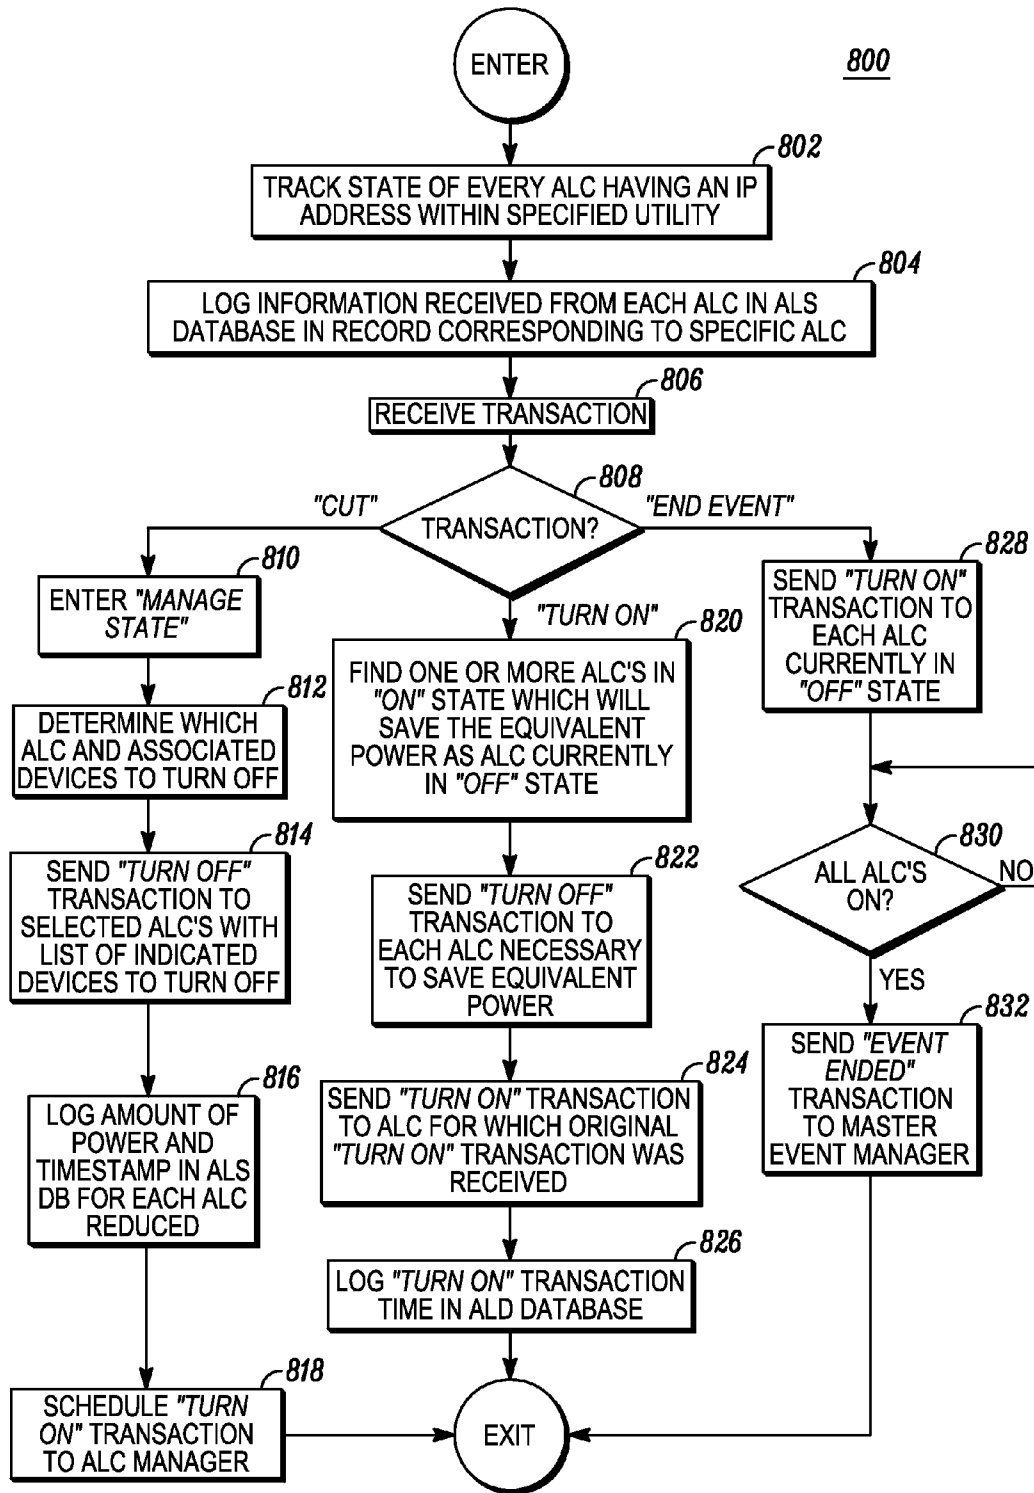 ENTER
800
802
TRACK STATE OF EVERY ALC HAVING AN IP
ADDRESS WITHIN SPECIFIED UTILITY
804
LOG INFORMATION RECEIVED FROM EACH ALC IN ALS
DATABASE IN RECORD CORRESPONDING TO SPECIFIC ALC
806
RECEIVE TRANSACTION
808
TRANSACTION?
"CUT"
"END EVENT"
"TURN ON"
810
ENTER "MANAGE
STATE"
812
DETERMINE WHICH
ALC AND ASSOCIATED
DEVICES TO TURN OFF
814
SEND "TURN OFF"
TRANSACTION TO
SELECTED ALC'S WITH
LIST OF INDICATED
DEVICES TO TURN OFF
816
LOG AMOUNT OF
POWER AND
TIMESTAMP IN ALS
DB FOR EACH ALC
REDUCED
818
SCHEDULE "TURN
ON" TRANSACTION
TO ALC MANAGER
820
FIND ONE OR MORE ALC'S IN
"ON" STATE WHICH WILL
SAVE THE EQUIVALENT
POWER AS ALC CURRENTLY
IN "OFF" STATE
822
SEND "TURN OFF"
TRANSACTION TO
EACH ALC NECESSARY
TO SAVE EQUIVALENT
POWER
824
SEND "TURN ON" TRANSACTION
TO ALC FOR WHICH ORIGINAL
"TURN ON" TRANSACTION WAS
RECEIVED
826
LOG "TURN ON" TRANSACTION
TIME IN ALD DATABASE
828
SEND "TURN ON"
TRANSACTION TO
EACH ALC
CURRENTLY IN
"OFF" STATE
830
ALL ALC'S
ON?
NO
YES
832
SEND "EVENT
ENDED"
TRANSACTION
TO MASTER
EVENT MANAGER
EXIT